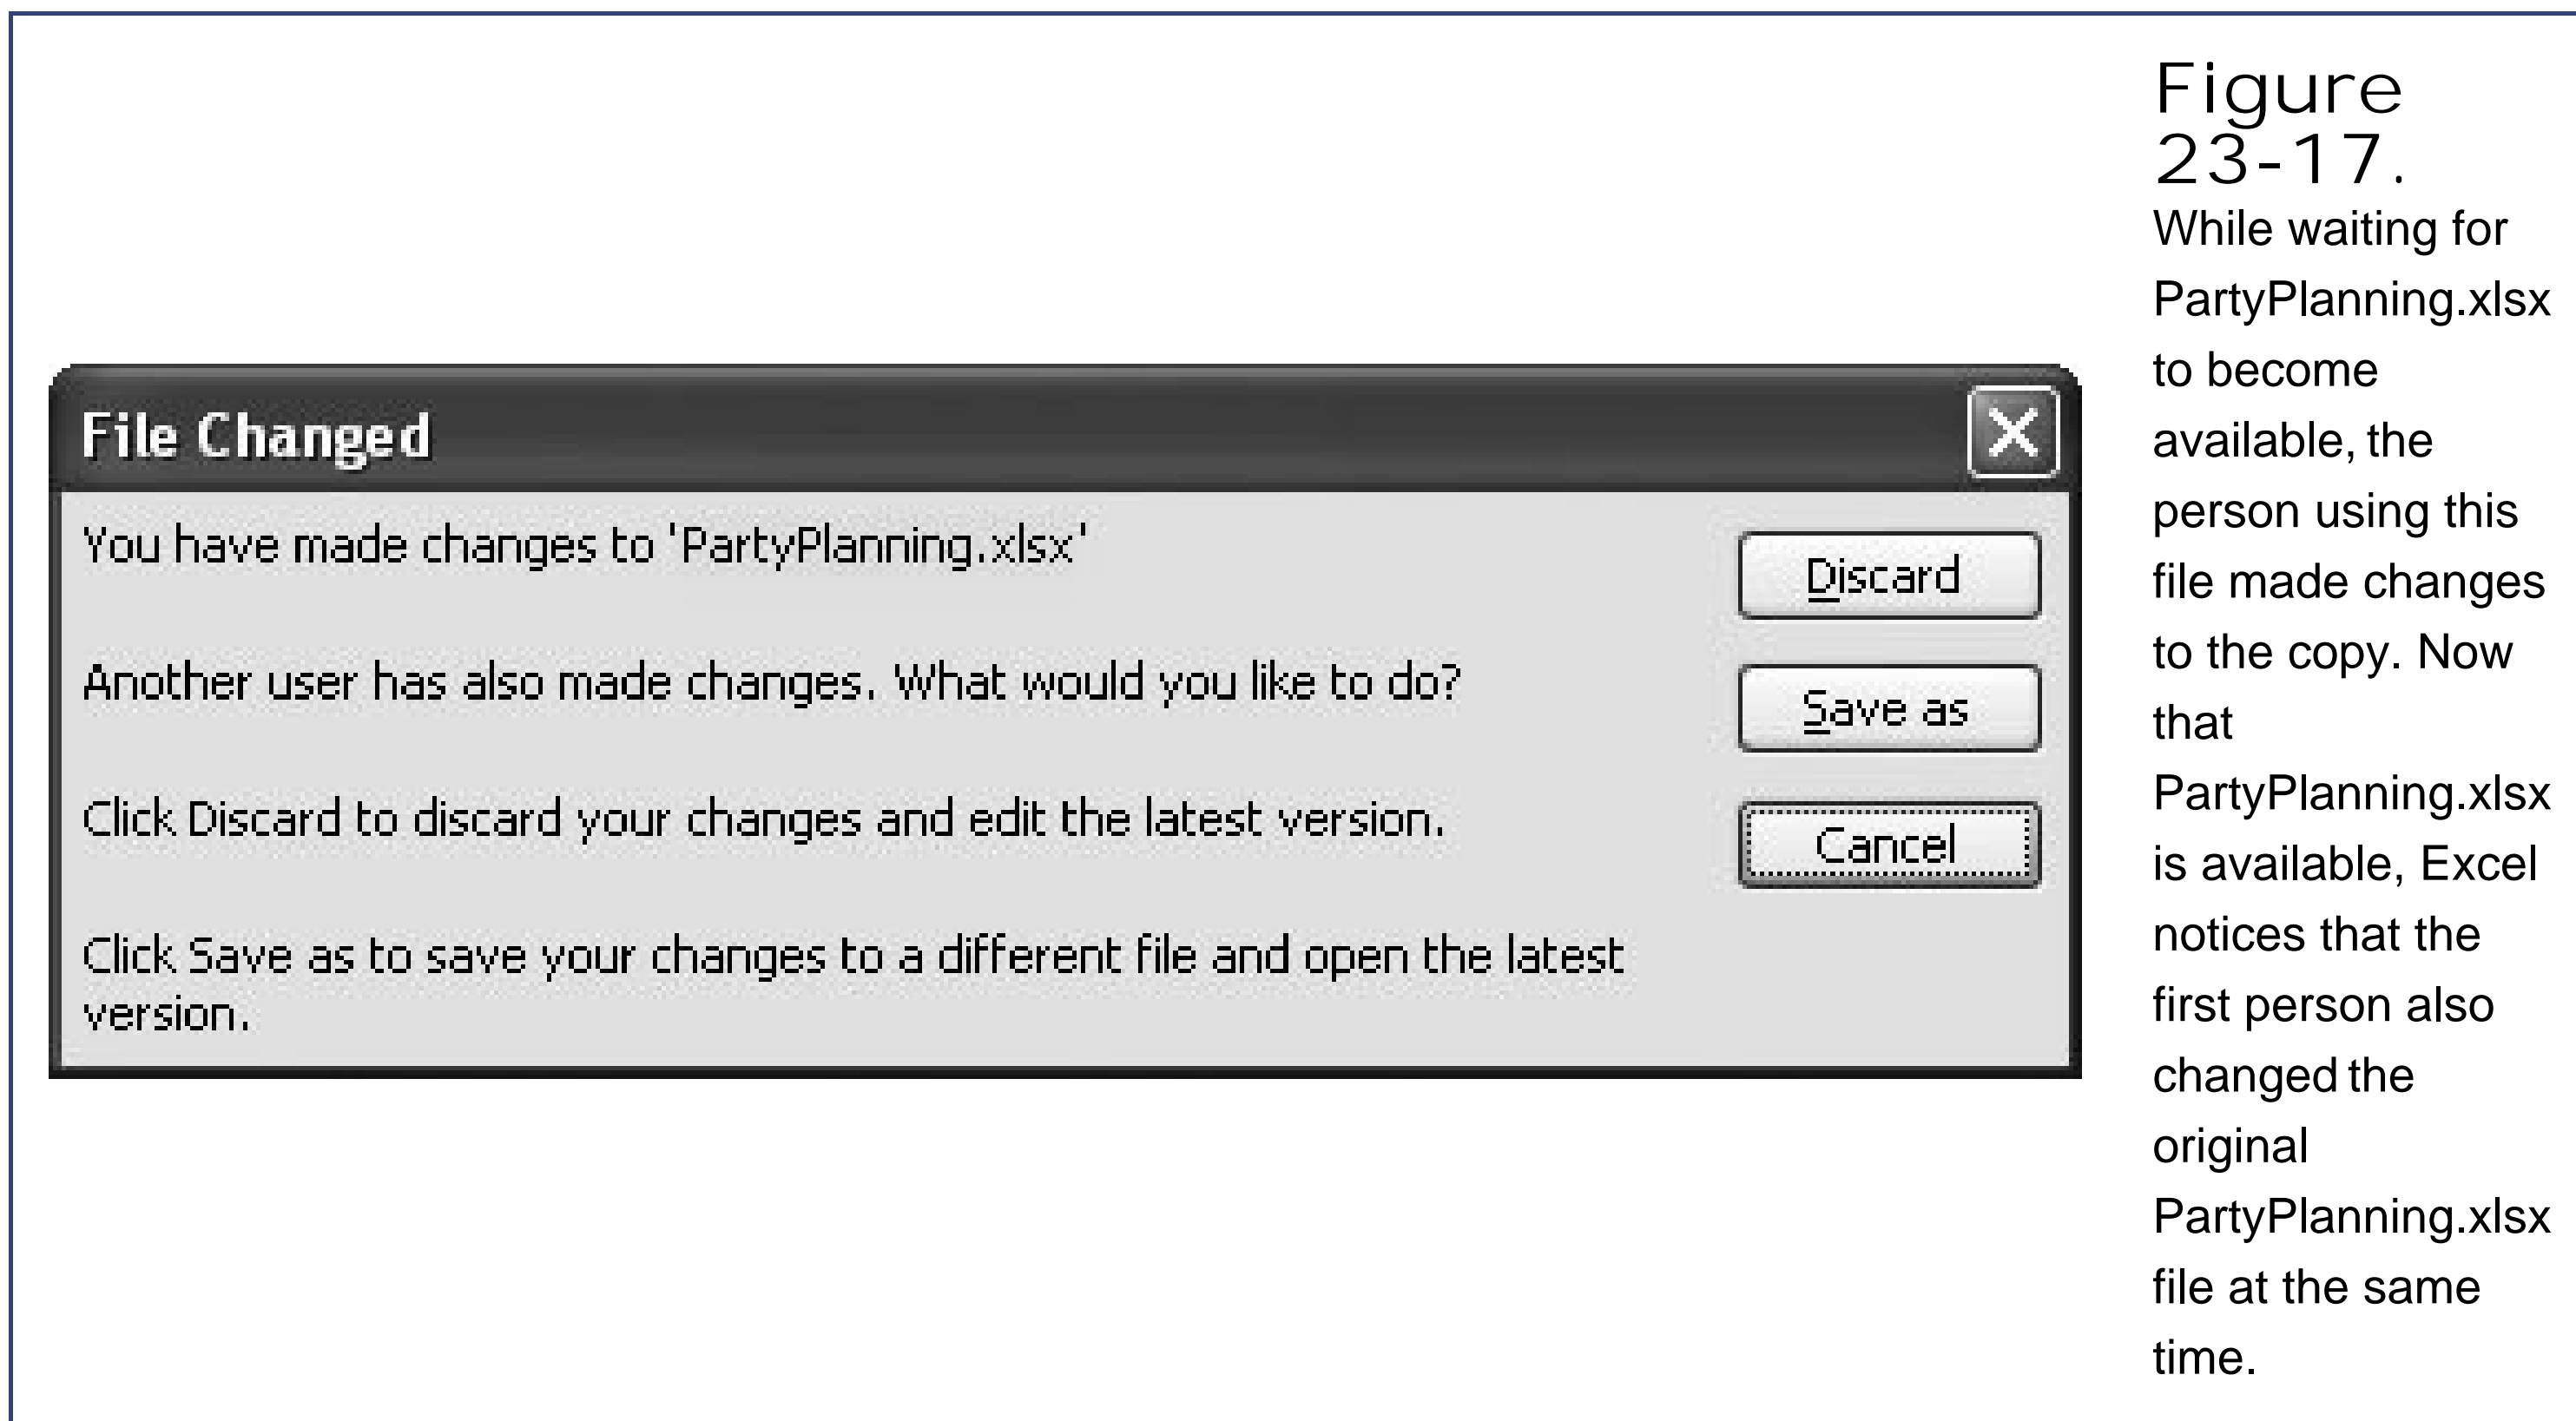 File Changed
You have made changes to 'PartyPlanning.xlsx'
Another user has also made changes. What would you like to do?
Click Discard to discard your changes and edit the latest version.
Click Save as to save your changes to a different file and open the latest
version.
Discard
Save as
Cancel
Figure
23-17.
While waiting for
PartyPlanning.xlsx
to become
available, the
person using this
file made changes
to the copy. Now
that
PartyPlanning.xlsx
is available, Excel
notices that the
first person also
changed the
original
PartyPlanning.xlsx
file at the same
time.